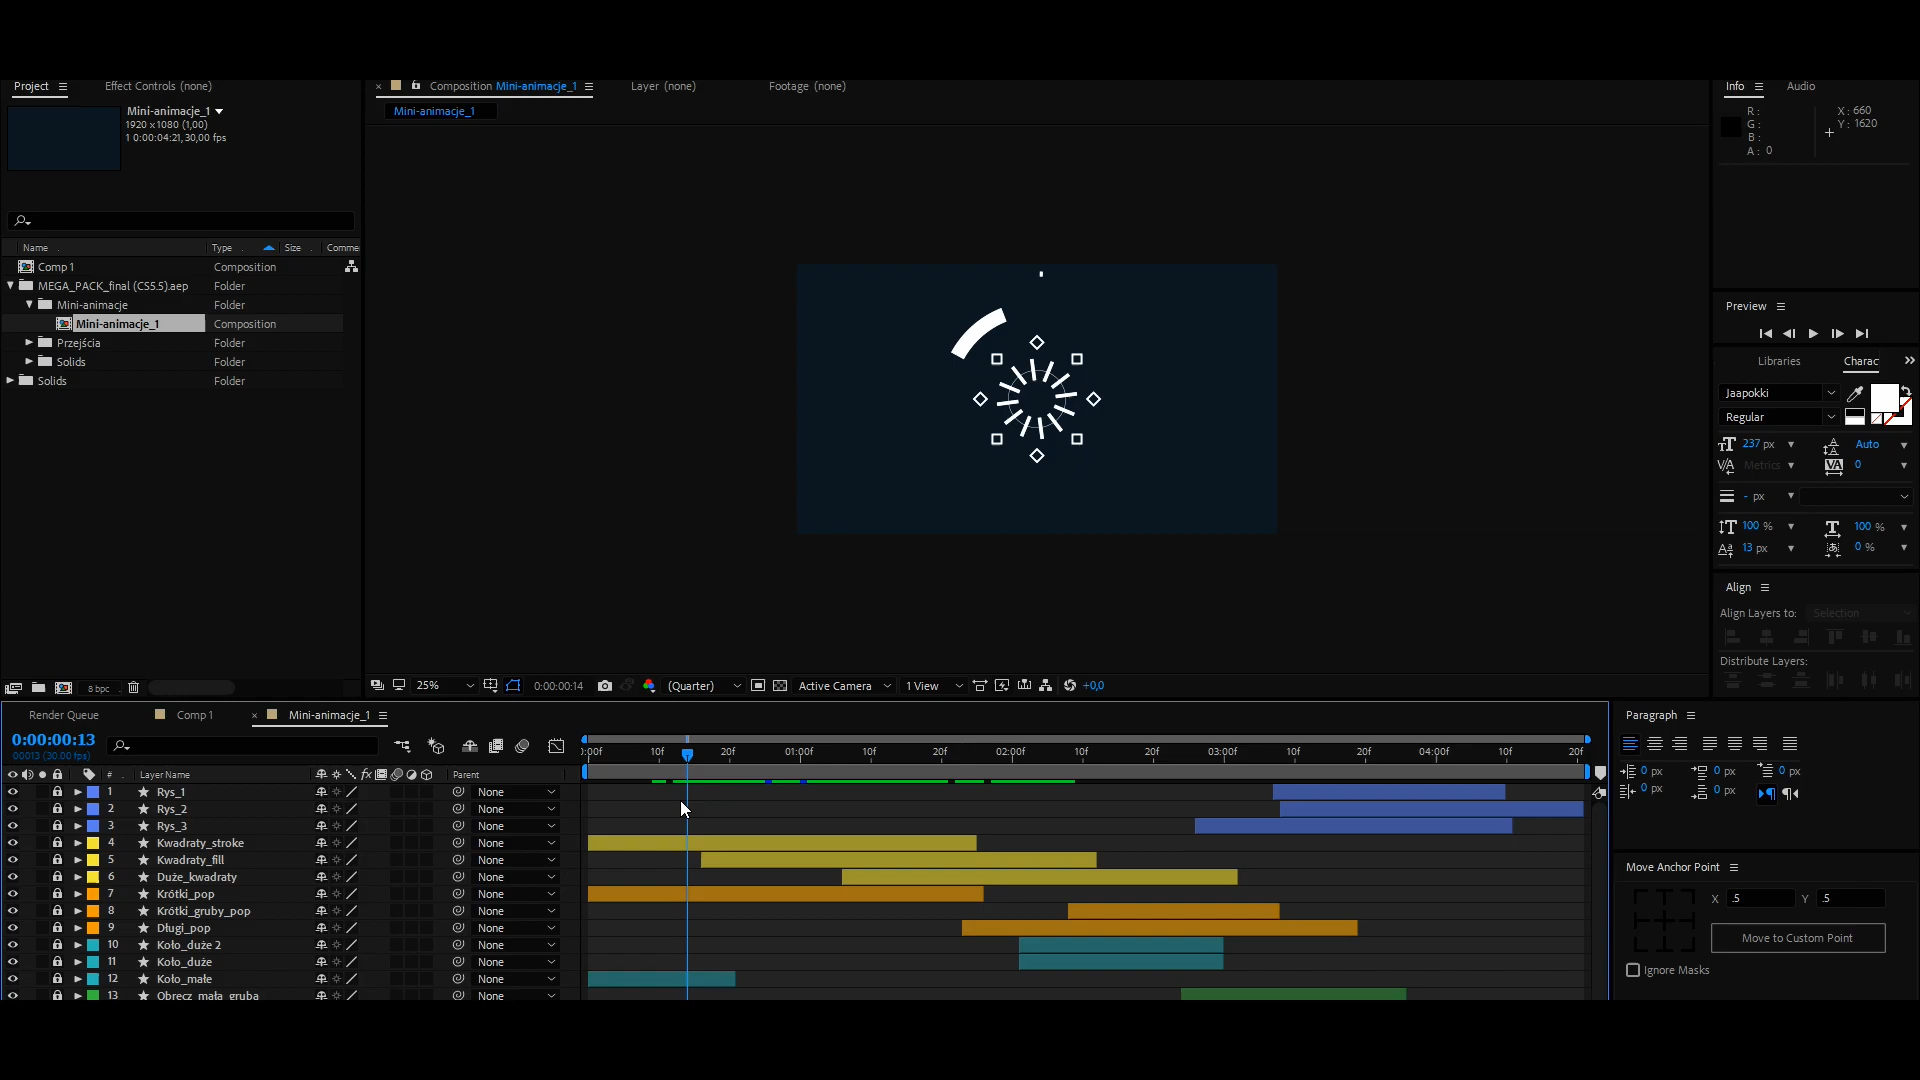 Project
Effect Controls (none)
Composition Mini-animacje_1
Layer (none)
Footage (none)
Info
Audio
Mini-animacje_1
1920 x1080 (1,00)
1 0:00:04:21,30,00 fps
Mini-animacje_1
R:
G:
B:
A: 0
X: 660
Y: 1620
Name
Type
Size
Comme
Comp 1
Composition
MEGA_PACK_final (CS5.5).aep
Folder
Mini-animacje
Folder
Mini-animacje_1
Composition
Przejścia
Folder
Solids
Folder
Solids
Folder
Preview
Libraries
Charac
Jaapokki
Regular
237 px
Auto
Metrics
0
- px
100 %
100 %
13 px
0 %
Align
Align Layers to:
Selection
Distribute Layers:
8 bpc
25%
0:00:00:14
(Quarter)
Active Camera
1 View
+0,0
Render Queue
Comp 1
Mini-animacje_1
0:00:00:13
00013 (30.00 fps)
):00f
10f
20f
01:00f
10f
20f
02:00f
10f
20f
03:00f
10f
20f
04:00f
10f
20f
#
Layer Name
Parent
1 Rys_1 None
2 Rys_2 None
3 Rys_3 None
4 Kwadraty_stroke None
5 Kwadraty_fill None
6 Duże_kwadraty None
7 Krótki_pop None
8 Krótki_gruby_pop None
9 Długi_pop None
10 Koło_duże 2 None
11 Koło_duże None
12 Koło_małe None
13 Obręcz_mała_gruba None
Paragraph
0 px
0 px
0 px
0 px
0 px
Move Anchor Point
X .5
Y .5
Move to Custom Point
Ignore Masks